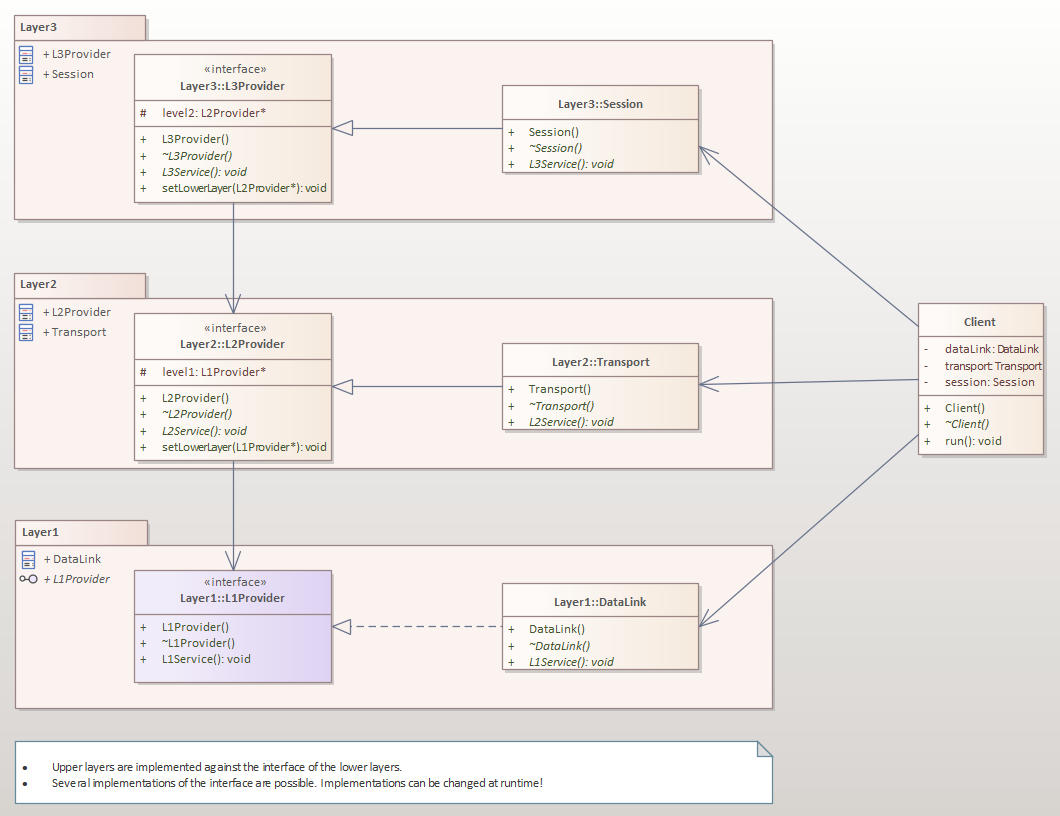 Layer3
+ L3Provider
+ Session
«interface»
Layer3::L3Provider
# level2: L2Provider*
+ L3Provider()
+ ~L3Provider()
+ L3Service(): void
+ setLowerLayer(L2Provider*): void
Layer3::Session
+ Session()
+ ~Session()
+ L3Service(): void
Layer2
+ L2Provider
+ Transport
«interface»
Layer2::L2Provider
# level1: L1Provider*
+ L2Provider()
+ ~L2Provider()
+ L2Service(): void
+ setLowerLayer(L1Provider*): void
Layer2::Transport
+ Transport()
+ ~Transport()
+ L2Service(): void
Client
- dataLink: DataLink
- transport: Transport
- session: Session
+ Client()
+ ~Client()
+ run(): void
Layer1
+ DataLink
+ L1Provider
«interface»
Layer1::L1Provider
+ L1Provider()
+ ~L1Provider()
+ L1Service(): void
Layer1::DataLink
+ DataLink()
+ ~DataLink()
+ L1Service(): void
• Upper layers are implemented against the interface of the lower layers.
• Several implementations of the interface are possible. Implementations can be changed at runtime!